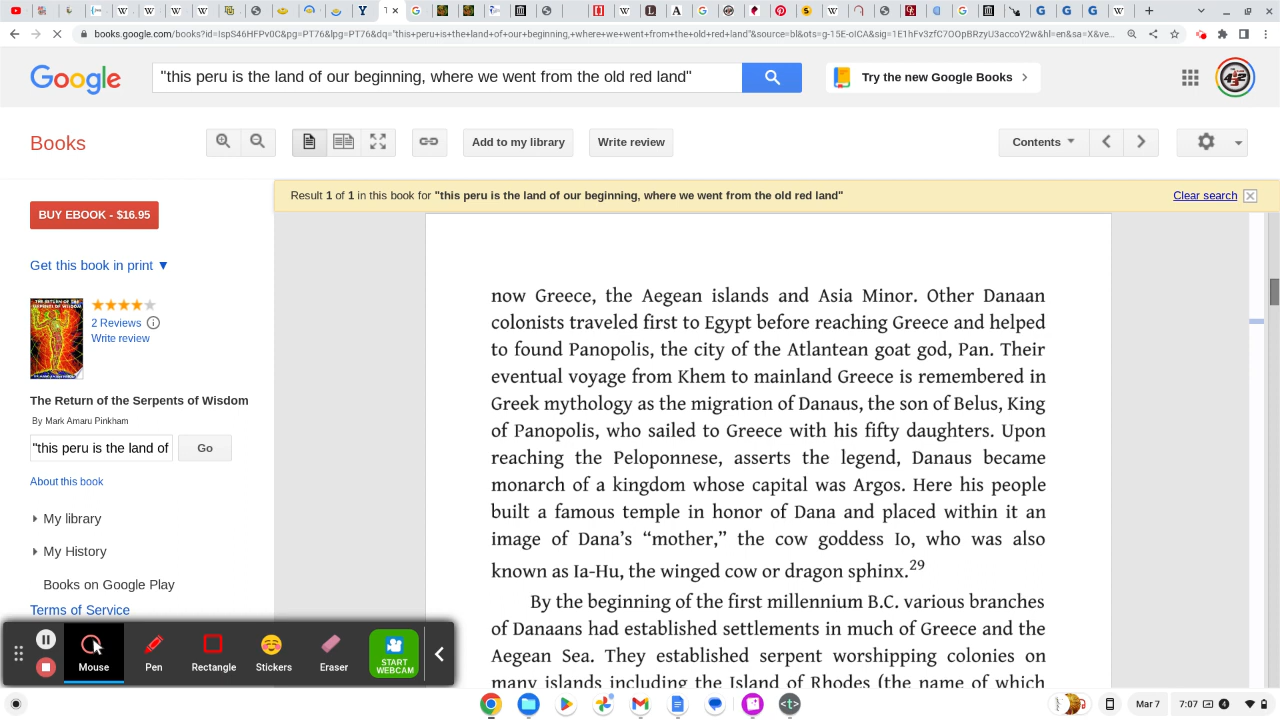 books.google.com/books?id=IspS46HFPv0C&pg=PT76&lpg=PT76&dq="this+peru+is+the+land+of+our+beginning,+where+we+went+from+the+old+red+land"&source=bl&ots=g-15E-oICA&sig=1E1hFv3zfC7OOpBRzyU3accoY2w&hl=en&sa=X&ve...
Google
"this peru is the land of our beginning, where we went from the old red land"
Try the new Google Books
Books
Add to my library
Write review
Contents
Result 1 of 1 in this book for "this peru is the land of our beginning, where we went from the old red land"
Clear search
BUY EBOOK - $16.95
Get this book in print ▼
2 Reviews
Write review
The Return of the Serpents of Wisdom
By Mark Amaru Pinkham
"this peru is the land of
Go
About this book
My library
My History
Books on Google Play
Terms of Service
now Greece, the Aegean islands and Asia Minor. Other Danaan
colonists traveled first to Egypt before reaching Greece and helped
to found Panopolis, the city of the Atlantean goat god, Pan. Their
eventual voyage from Khem to mainland Greece is remembered in
Greek mythology as the migration of Danaus, the son of Belus, King
of Panopolis, who sailed to Greece with his fifty daughters. Upon
reaching the Peloponnese, asserts the legend, Danaus became
monarch of a kingdom whose capital was Argos. Here his people
built a famous temple in honor of Dana and placed within it an
image of Dana's "mother," the cow goddess Io, who was also
known as Ia-Hu, the winged cow or dragon sphinx.29
By the beginning of the first millennium B.C. various branches
of Danaans had established settlements in much of Greece and the
Aegean Sea. They established serpent worshipping colonies on
many islands including the Island of Rhodes (the name of which
Mouse
Pen
Rectangle
Stickers
Eraser
START
WEBCAM
Mar 7
7:07